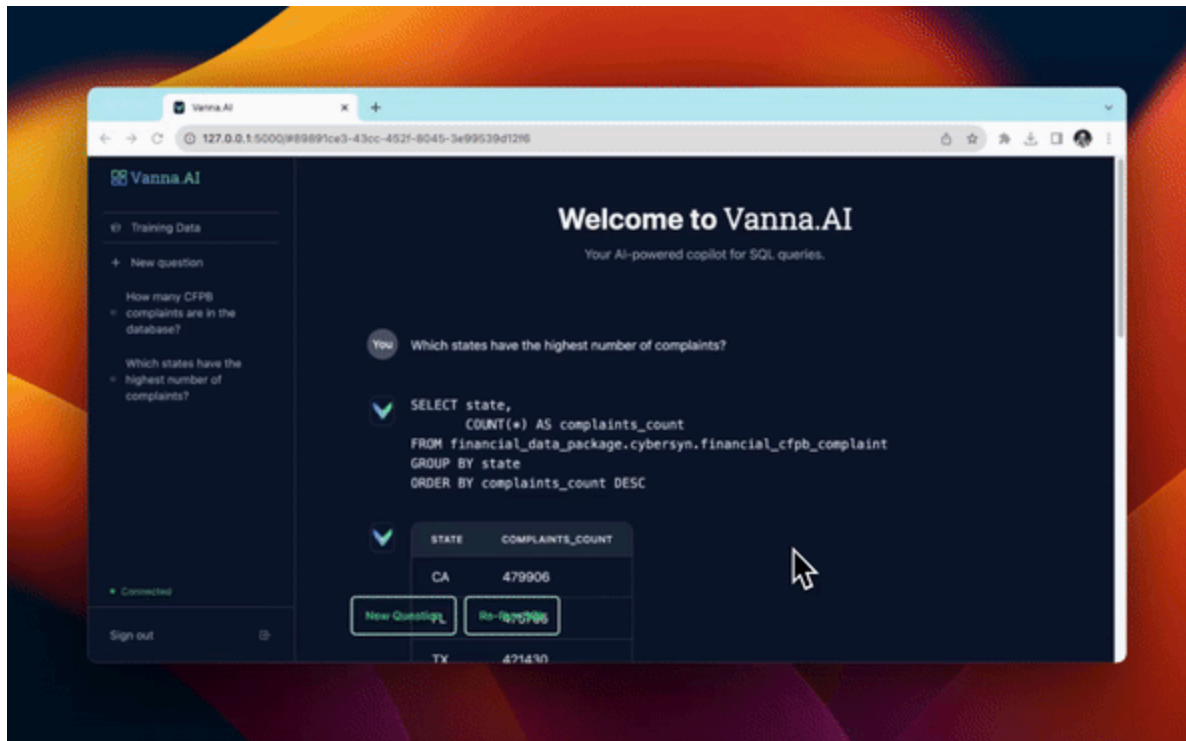 Vanna.AI
127.0.0.1:5000/#89891ce3-43cc-452f-8045-3e99539d12f6
Vanna.AI
Training Data
New question
How many CFPB
complaints are in the
database?
Which states have the
highest number of
complaints?
Connected
Sign out
Welcome to Vanna.AI
Your AI-powered copilot for SQL queries.
You
Which states have the highest number of complaints?
SELECT state,
COUNT(*) AS complaints_count
FROM financial_data_package.cybersyn.financial_cfpb_complaint
GROUP BY state
ORDER BY complaints_count DESC
STATE COMPLAINTS_COUNT
CA 479906
New Question
FL
TX 421430